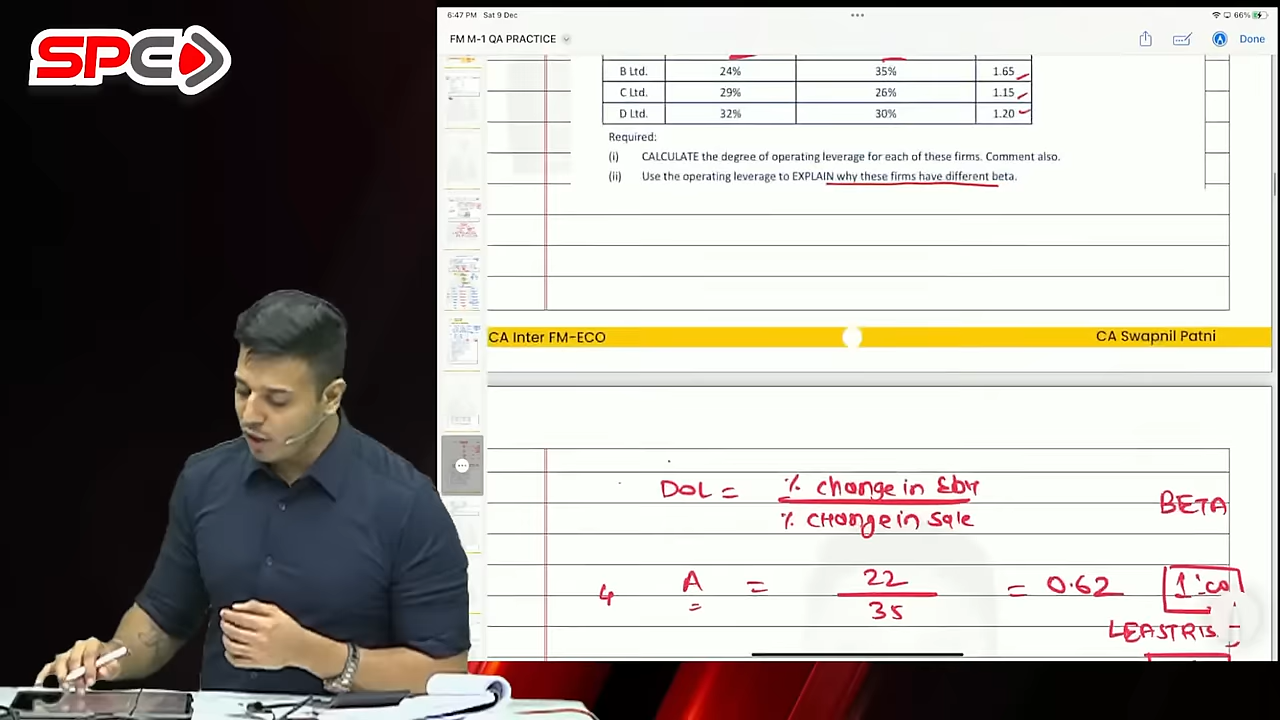 SPC
6:47 PM Sat 9 Dec
66%
FM M-1 QA PRACTICE
Done
B Ltd. 24% 35% 1.65
C Ltd. 29% 26% 1.15
D Ltd. 32% 30% 1.20
Required:
(i) CALCULATE the degree of operating leverage for each of these firms. Comment also.
(ii) Use the operating leverage to EXPLAIN why these firms have different beta.
CA Inter FM-ECO
CA Swapnil Patni
DOL = % change in EbIT
% CHange in Sale
BETA
4 A = 22
35
= 0.62
LEASTRIS